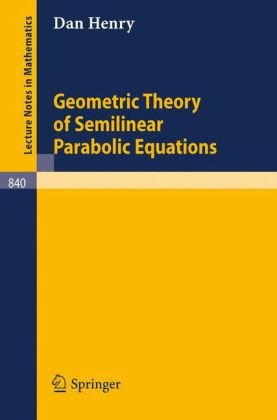 Dan Henry
Lecture Notes in Mathematics
Geometric Theory
of Semilinear
Parabolic Equations
840
Springer